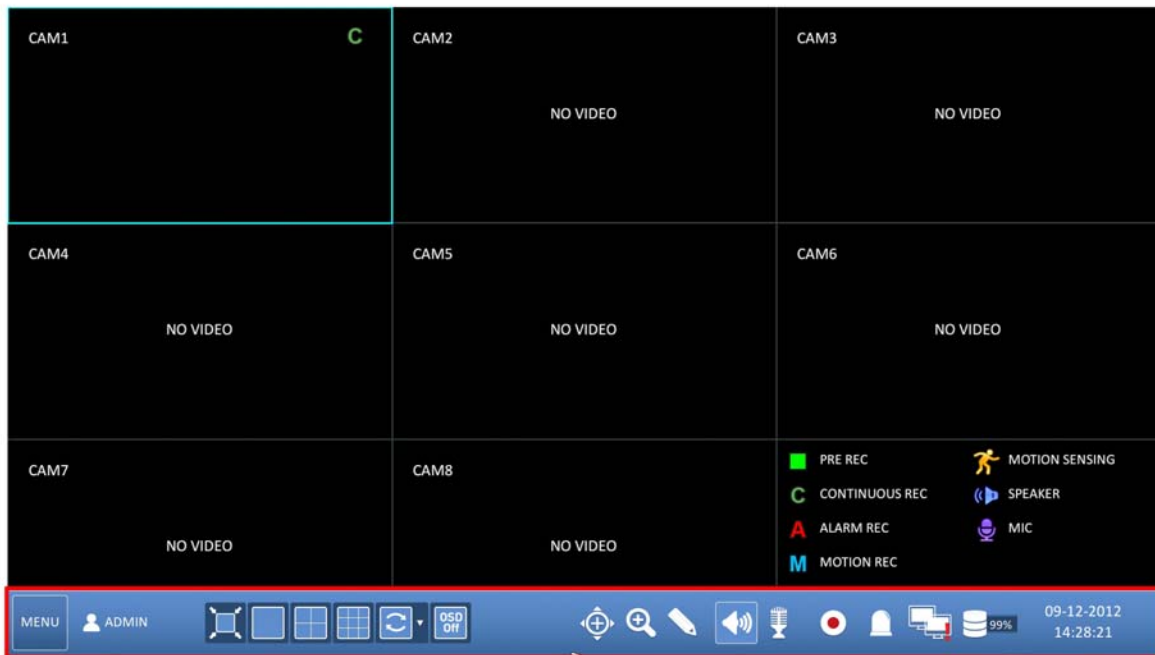 CAM1
C
CAM2
CAM3
NO VIDEO
NO VIDEO
CAM4
CAM5
CAM6
NO VIDEO
NO VIDEO
NO VIDEO
CAM7
CAM8
NO VIDEO
NO VIDEO
PRE REC
MOTION SENSING
C CONTINUOUS REC
SPEAKER
A ALARM REC
MIC
M MOTION REC
MENU
ADMIN
OSD
Off
99%
09-12-2012
14:28:21